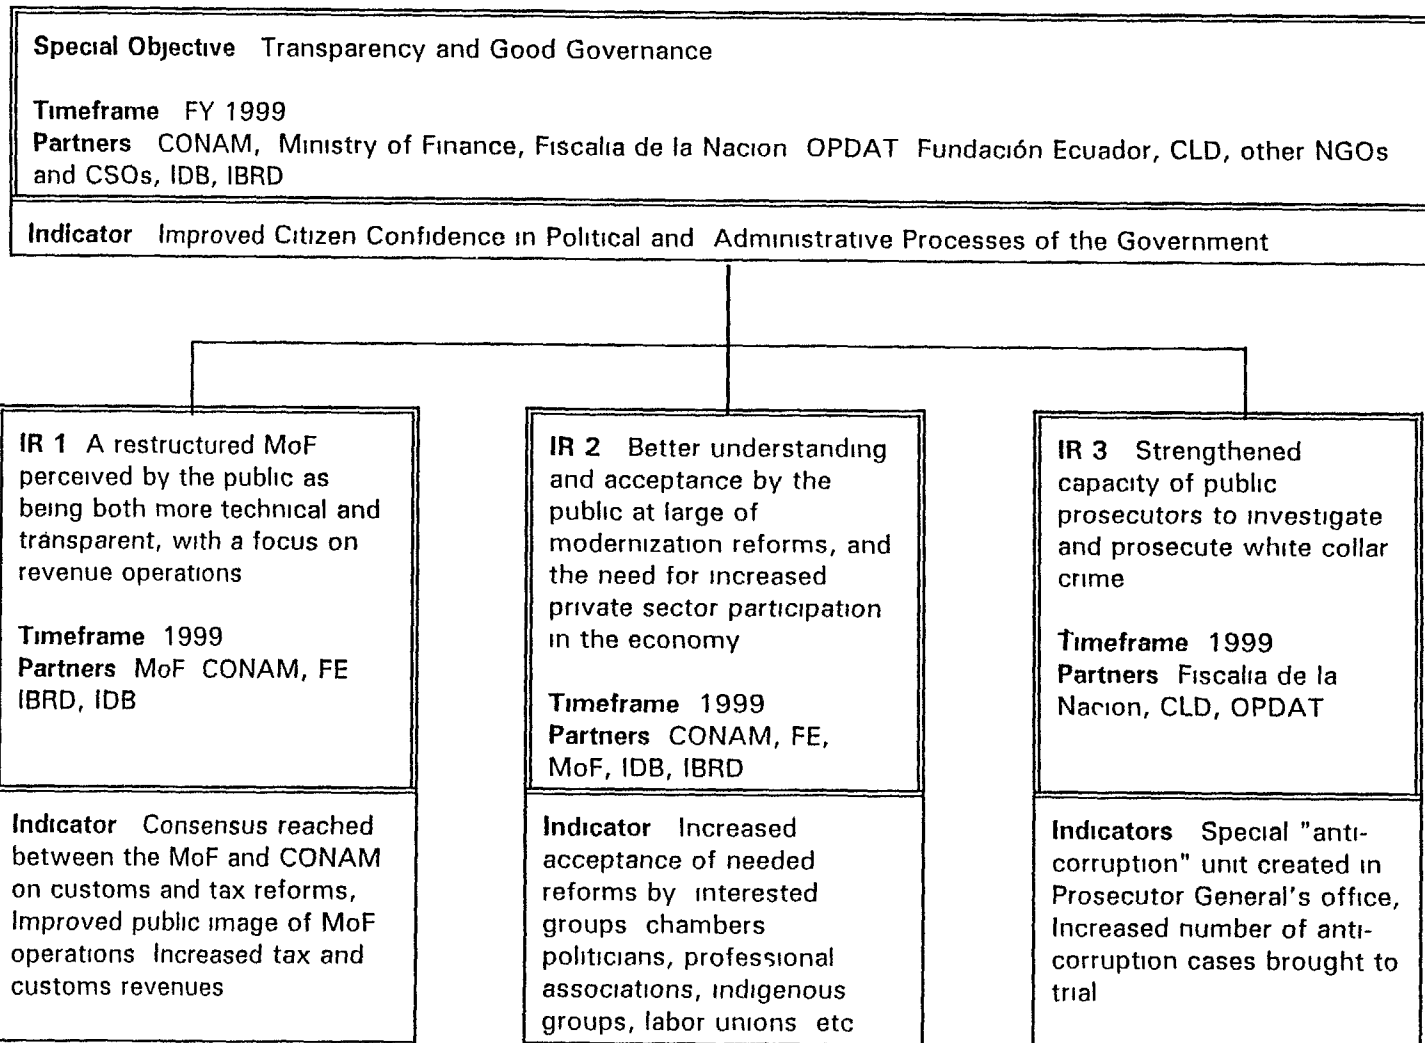 Special Objective Transparency and Good Governance
Timeframe FY 1999
Partners CONAM, Ministry of Finance, Fiscalia de la Nacion OPDAT Fundación Ecuador, CLD, other NGOs
and CSOs, IDB, IBRD
Indicator Improved Citizen Confidence in Political and Administrative Processes of the Government
IR 1 A restructured MoF
perceived by the public as
being both more technical and
transparent, with a focus on
revenue operations
Timeframe 1999
Partners MoF CONAM, FE
IBRD, IDB
Indicator Consensus reached
between the MoF and CONAM
on customs and tax reforms,
Improved public image of MoF
operations Increased tax and
customs revenues
IR 2 Better understanding
and acceptance by the
public at large of
modernization reforms, and
the need for increased
private sector participation
in the economy
Timeframe 1999
Partners CONAM, FE,
MoF, IDB, IBRD
Indicator Increased
acceptance of needed
reforms by interested
groups chambers
politicians, professional
associations, indigenous
groups, labor unions etc
IR 3 Strengthened
capacity of public
prosecutors to investigate
and prosecute white collar
crime
Timeframe 1999
Partners Fiscalia de la
Nacion, CLD, OPDAT
Indicators Special "anti-
corruption" unit created in
Prosecutor General's office,
Increased number of anti-
corruption cases brought to
trial